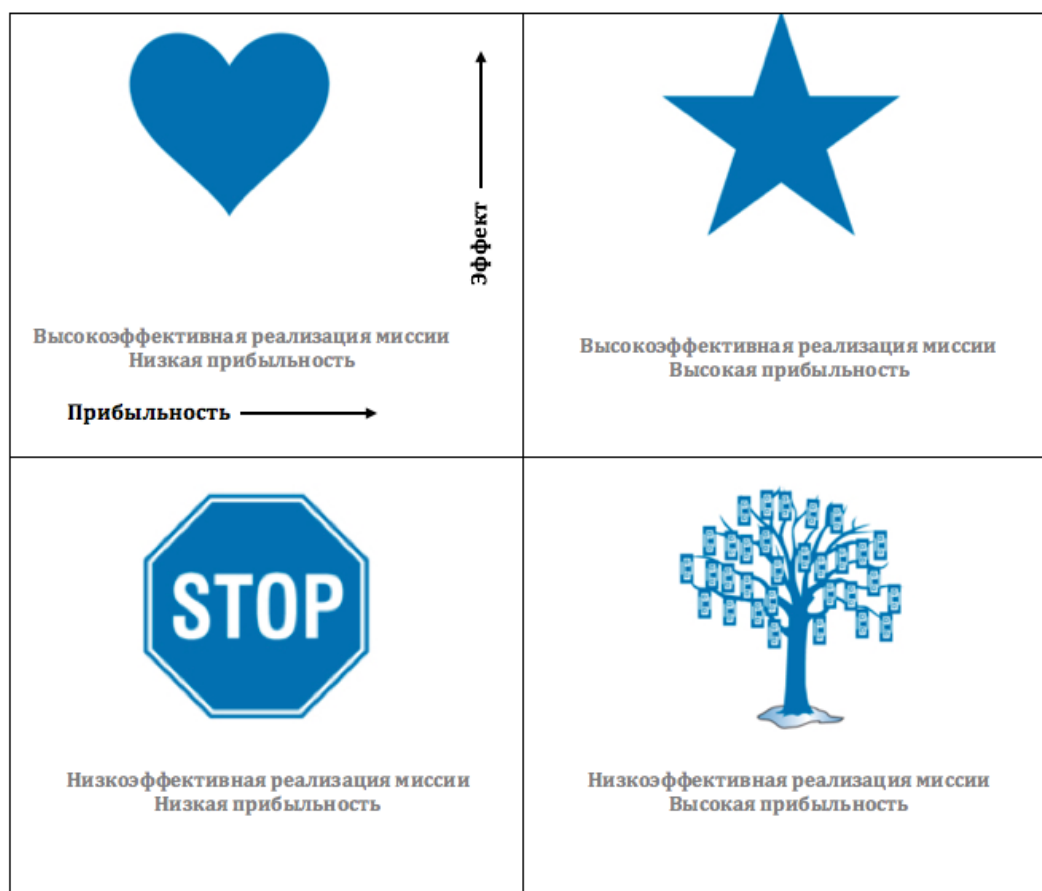 Эффект
Высокоэффективная реализация миссии
Низкая прибыльность
Прибыльность
Высокоэффективная реализация миссии
Высокая прибыльность
STOP
Низкоэффективная реализация миссии
Низкая прибыльность
Низкоэффективная реализация миссии
Высокая прибыльность